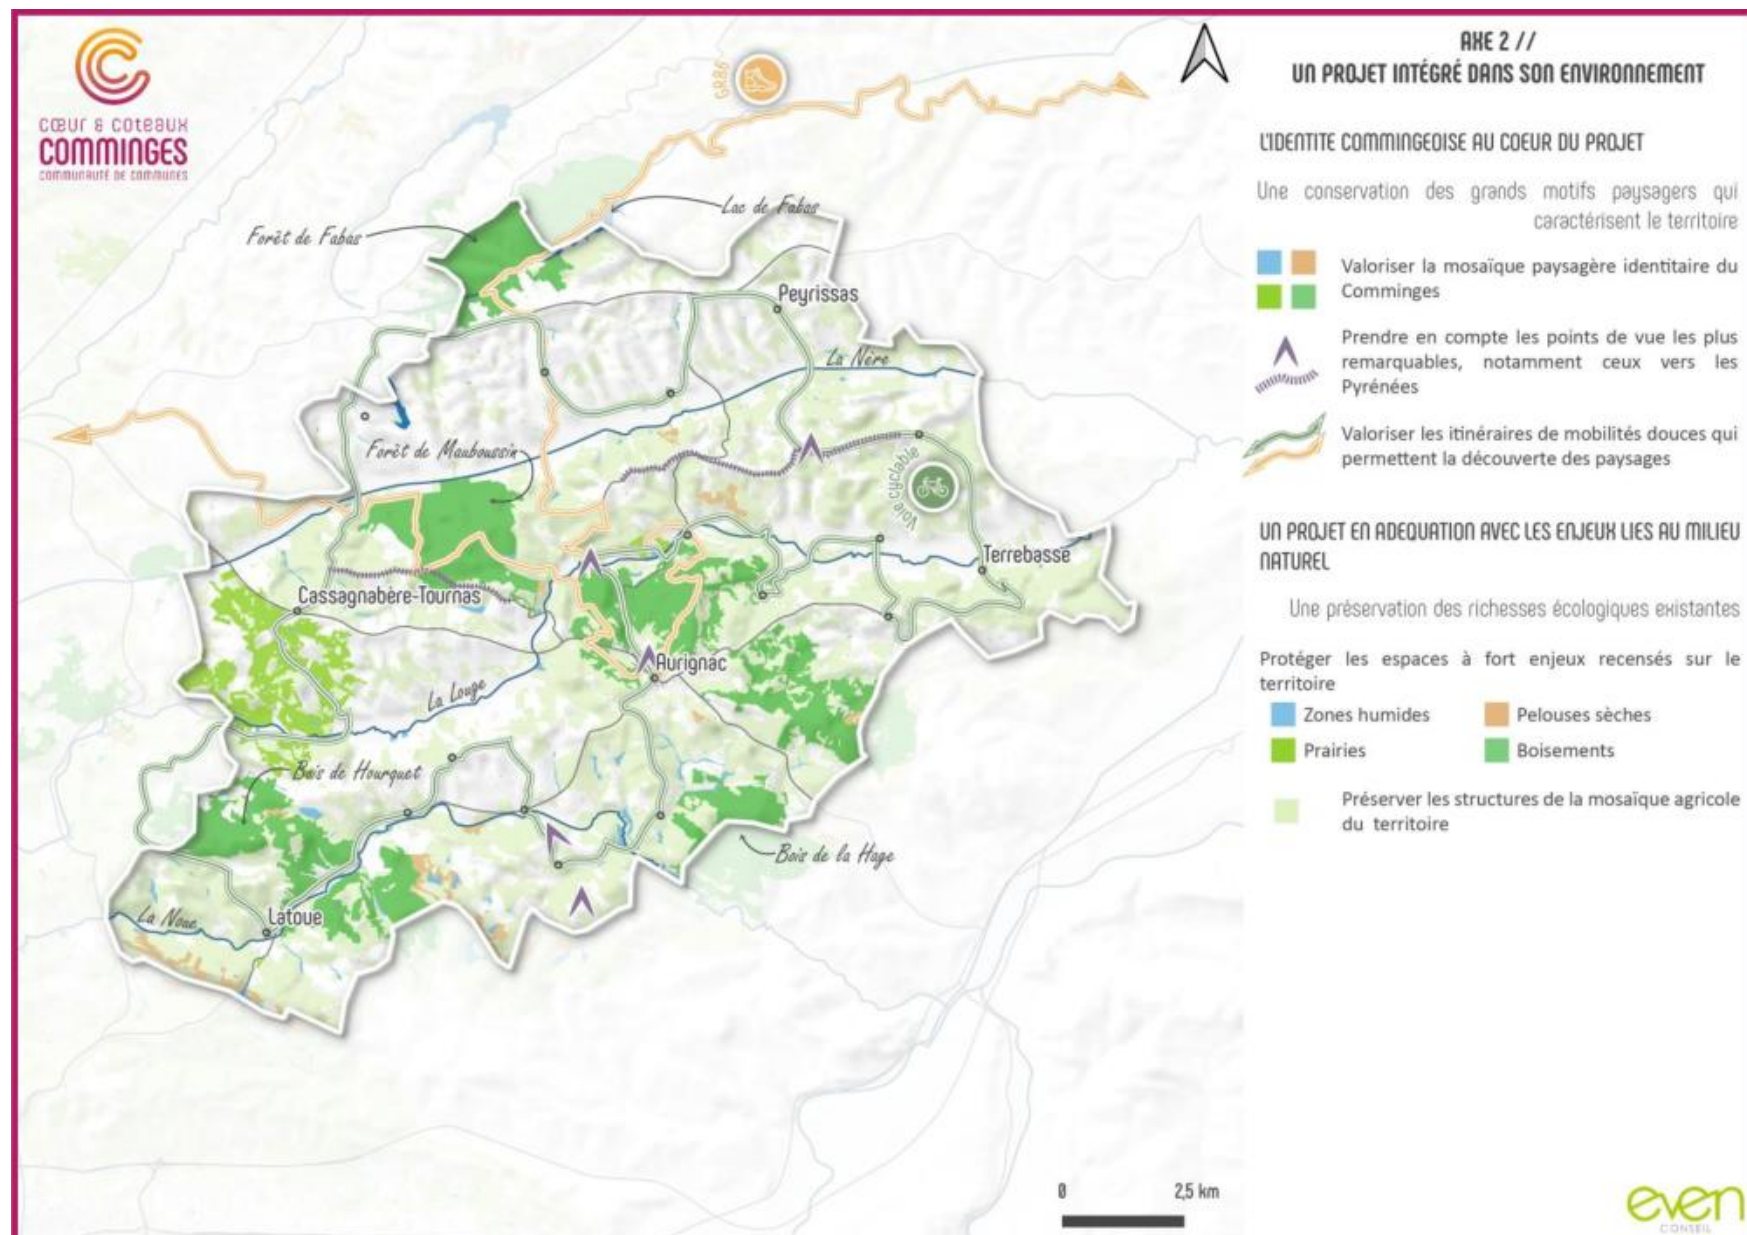 cœur & coteaux
COMMINGES
COMMUNAUTÉ DE COMMUNES
GR86
Lac de Fabas
Forêt de Fabas
Peyrissas
La Nère
Forêt de Mauboussin
Voie cyclable
Terrebasse
Cassagnabère-Tournas
Aurignac
La Louge
Bois de Hourquet
Bois de la Hage
La Noue
Latoue
0 2,5 km
AXE 2 //
UN PROJET INTÉGRÉ DANS SON ENVIRONNEMENT
L'IDENTITE COMMINGEOISE AU COEUR DU PROJET
Une conservation des grands motifs paysagers qui
caractérisent le territoire
Valoriser la mosaïque paysagère identitaire du
Comminges
Prendre en compte les points de vue les plus
remarquables, notamment ceux vers les
Pyrénées
Valoriser les itinéraires de mobilités douces qui
permettent la découverte des paysages
UN PROJET EN ADEQUATION AVEC LES ENJEUX LIES AU MILIEU
NATUREL
Une préservation des richesses écologiques existantes
Protéger les espaces à fort enjeux recensés sur le
territoire
Zones humides
Pelouses sèches
Prairies
Boisements
Préserver les structures de la mosaïque agricole
du territoire
even
CONSEIL